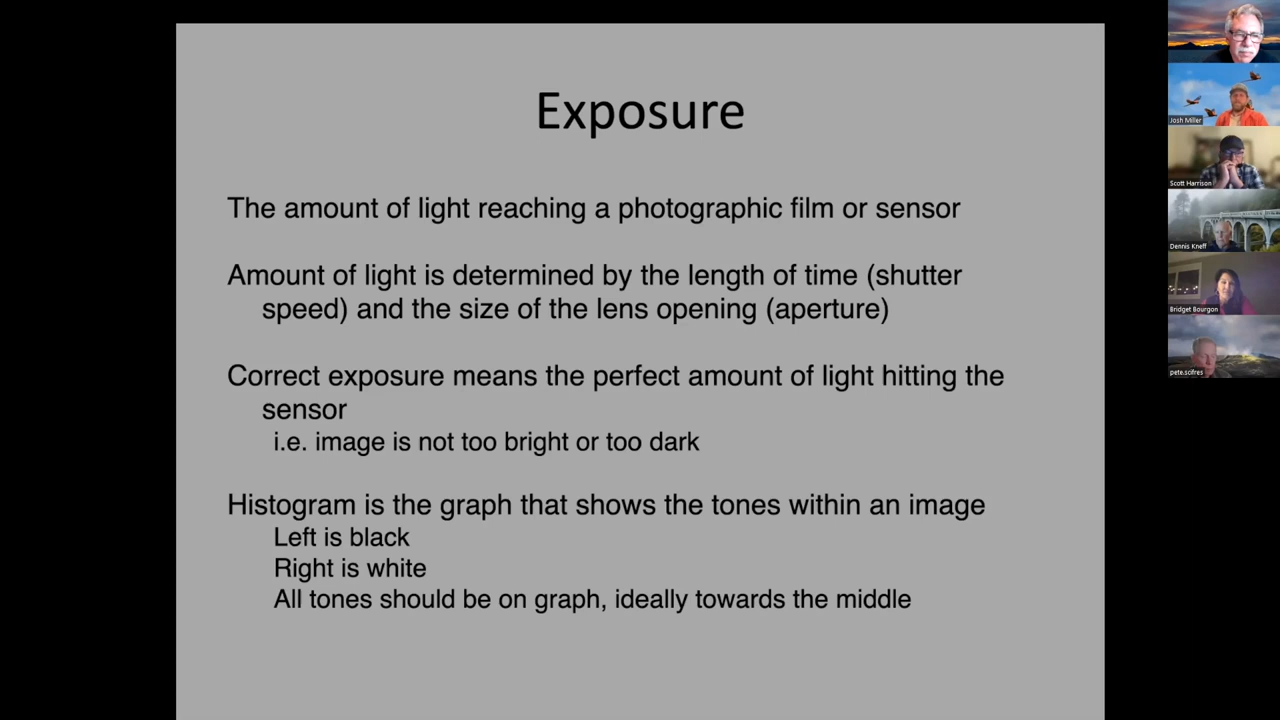 Exposure
The amount of light reaching a photographic film or sensor
Amount of light is determined by the length of time (shutter
speed) and the size of the lens opening (aperture)
Correct exposure means the perfect amount of light hitting the
sensor
i.e. image is not too bright or too dark
Histogram is the graph that shows the tones within an image
Left is black
Right is white
All tones should be on graph, ideally towards the middle
Josh Miller
Scott Harrison
Dennis Kneff
Bridget Bourgon
pete.scifres